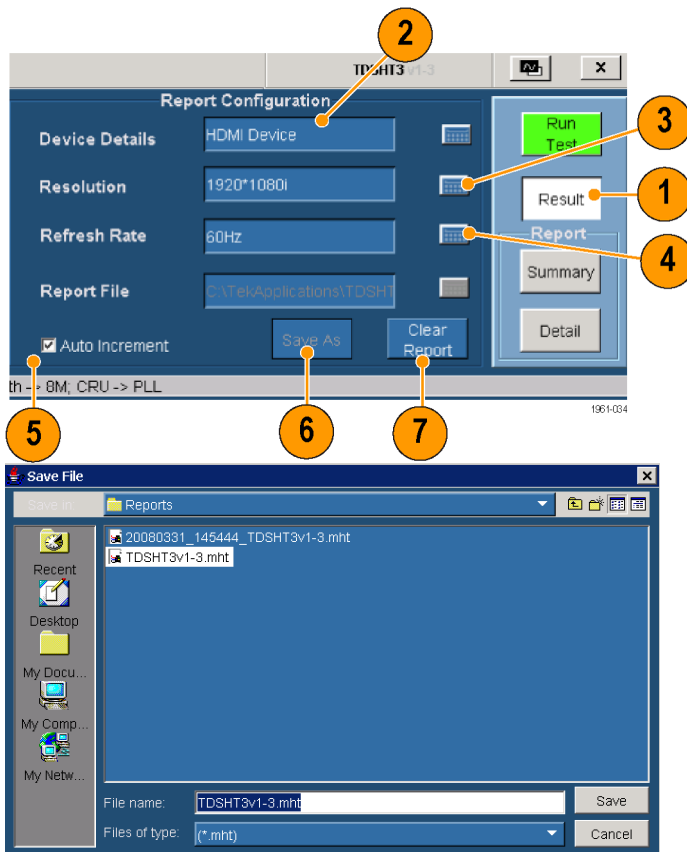 2
TDSHT3 v1-3
x
Report Configuration
Device Details
HDMI Device
Run Test
3
Resolution
1920*1080i
Result
1
Refresh Rate
60Hz
Report
4
Summary
Report File
C:\TekApplications\TDSHT
Auto Increment
Save As
Clear Report
Detail
th -> 8M; CRU -> PLL
1961-034
5
6
7
Save File
Save in
Reports
20080331_145444_TDSHT3v1-3.mht
TDSHT3v1-3.mht
Recent
Desktop
My Docu...
My Comp...
My Netw...
File name:
TDSHT3v1-3.mht
Save
Files of type:
(*.mht)
Cancel